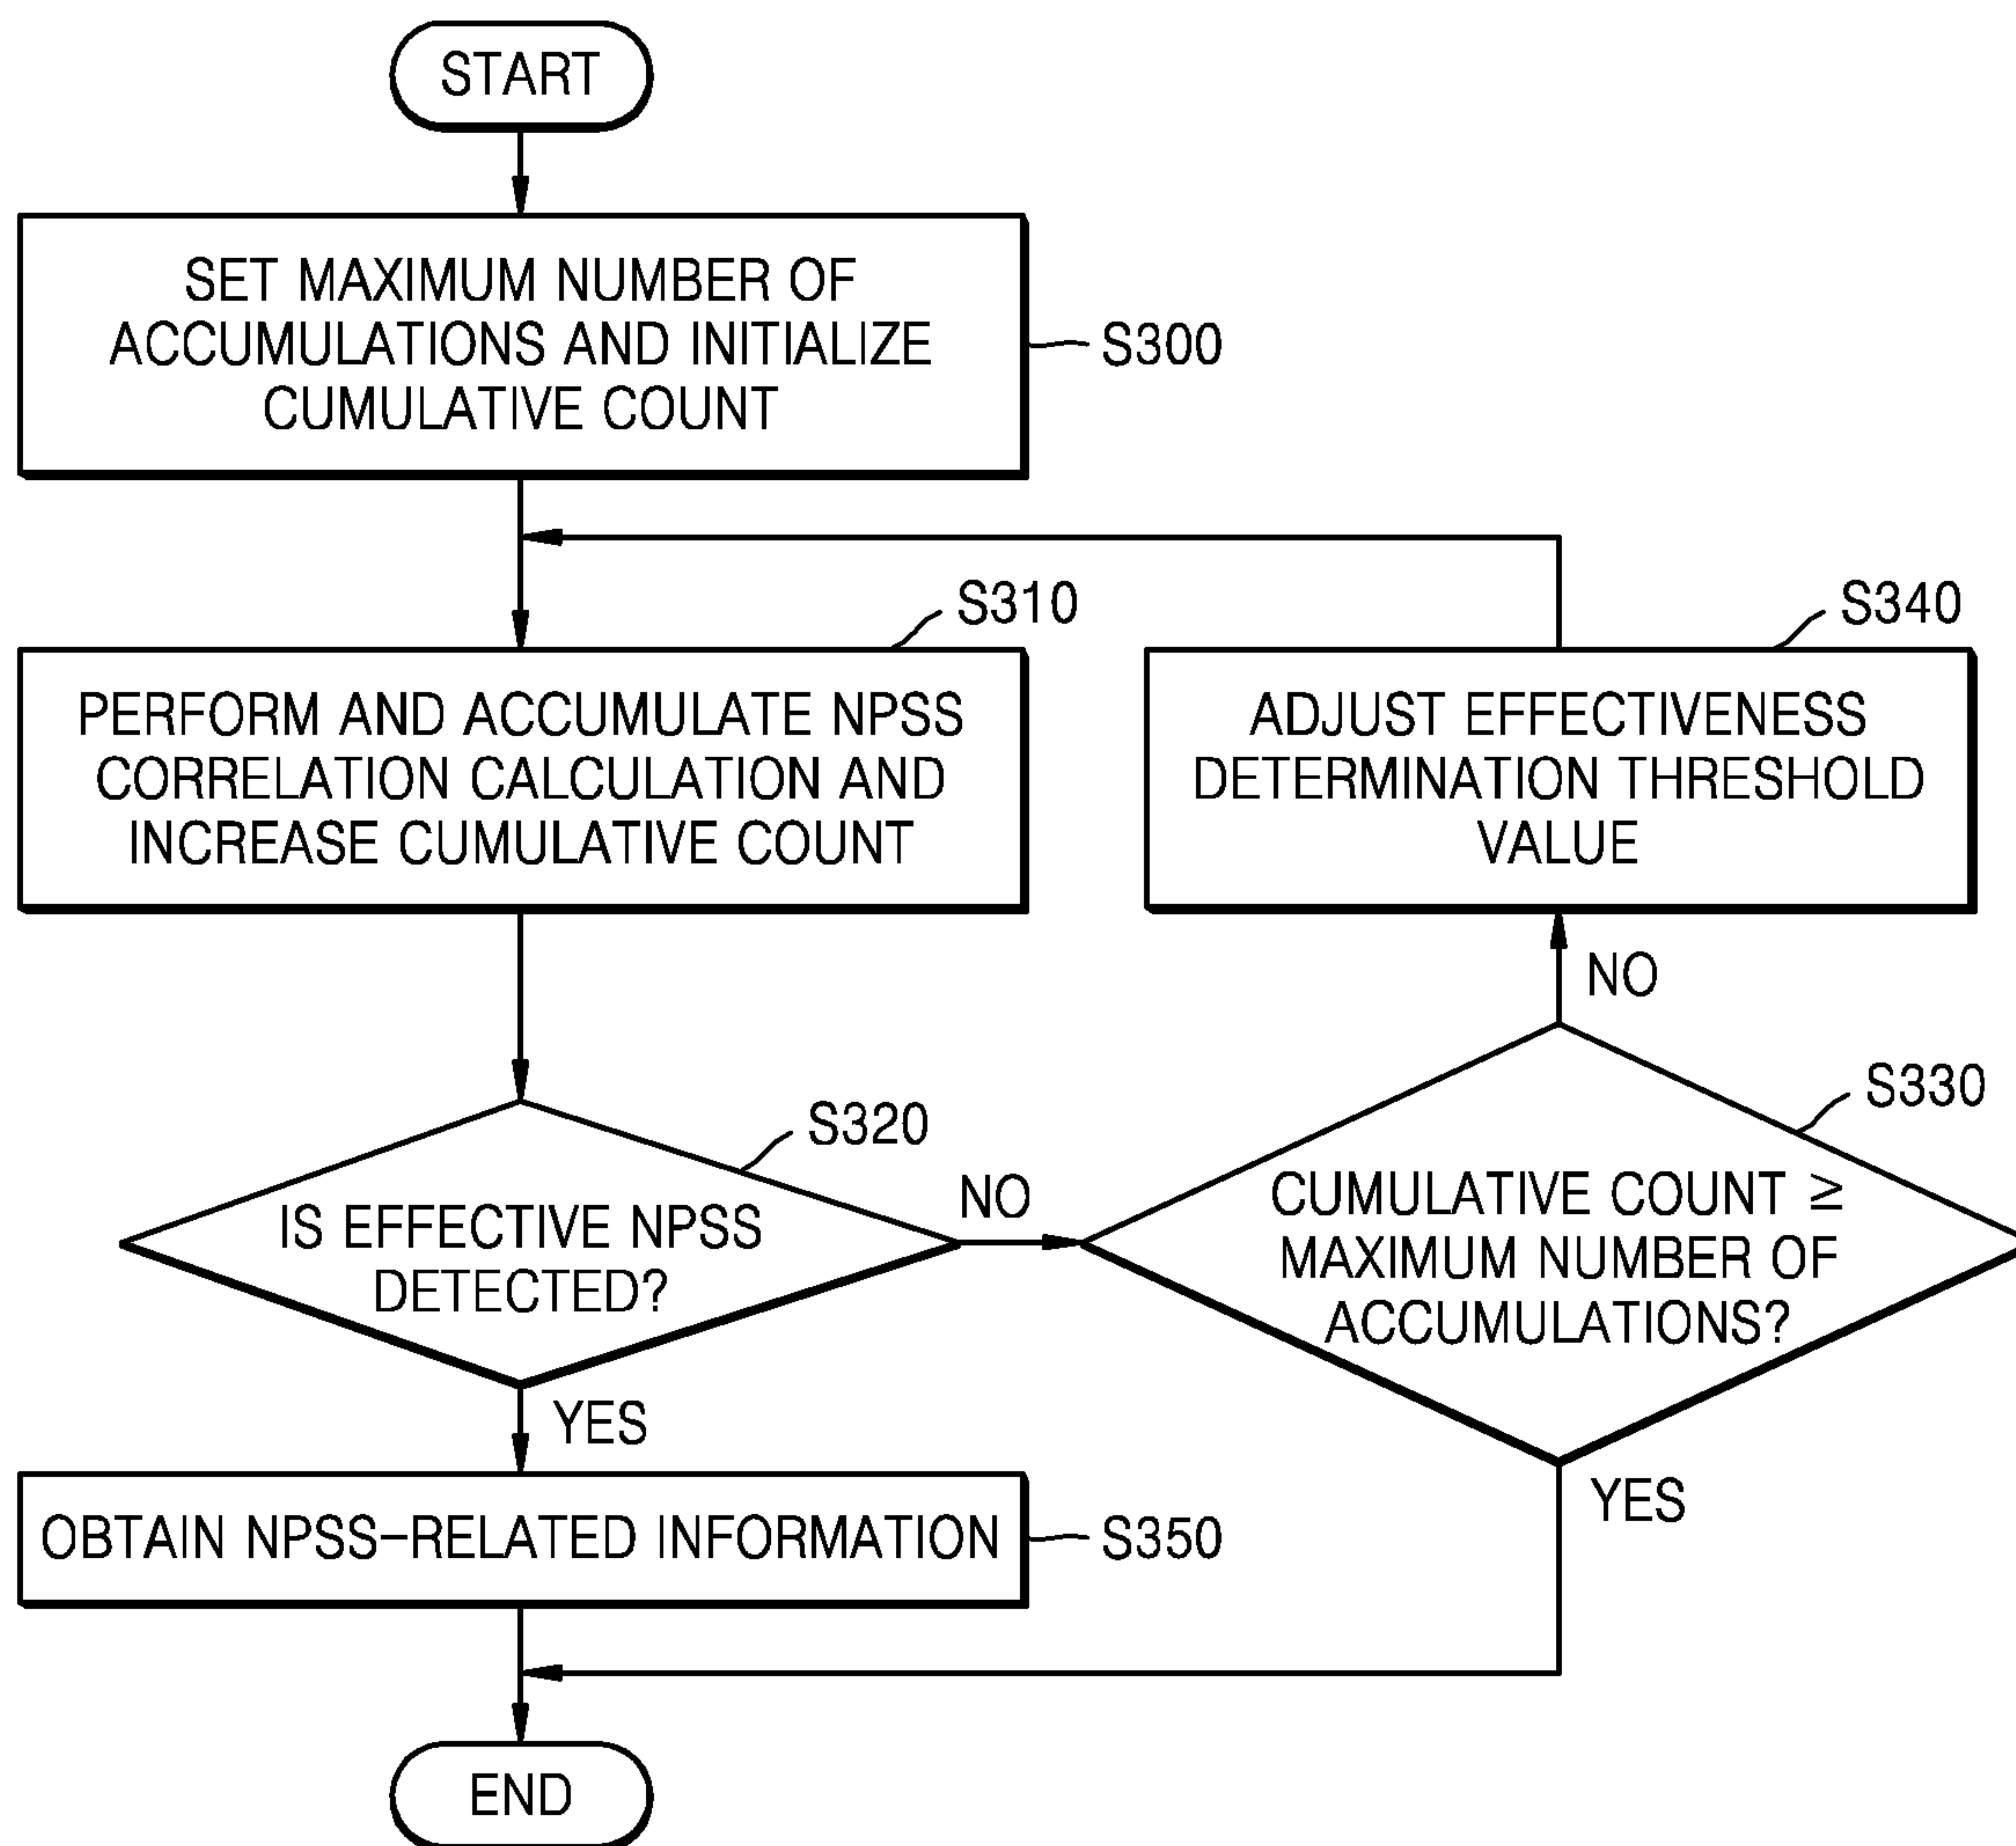 START
SET MAXIMUM NUMBER OF
ACCUMULATIONS AND INITIALIZE
CUMULATIVE COUNT
S300
S310
PERFORM AND ACCUMULATE NPSS
CORRELATION CALCULATION AND
INCREASE CUMULATIVE COUNT
S340
ADJUST EFFECTIVENESS
DETERMINATION THRESHOLD
VALUE
NO
S320
IS EFFECTIVE NPSS
DETECTED?
NO
S330
CUMULATIVE COUNT ≥
MAXIMUM NUMBER OF
ACCUMULATIONS?
YES
YES
OBTAIN NPSS-RELATED INFORMATION
S350
END